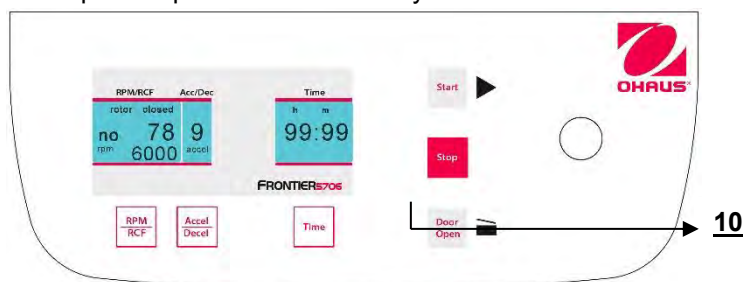 OHAUS
RPM/RCF Acc/Dec
rotor closed
no 78 9
rpm 6000 accel
Time
h m
99:99
FRONTIER5706
RPM
RCF
Accel
Decel
Time
Start
Stop
Door
Open
10